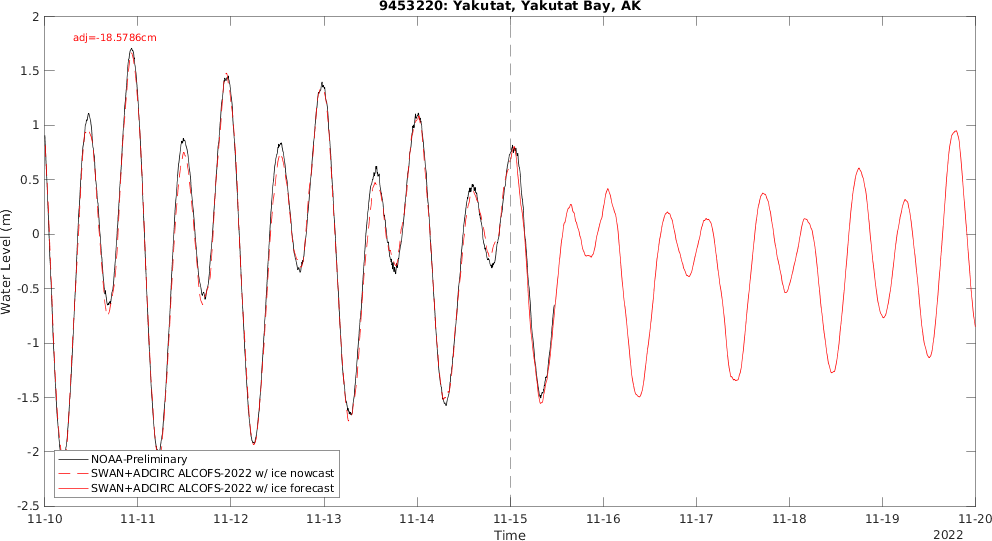 9453220: Yakutat, Yakutat Bay, AK
adj=-18.5786cm
Water Level (m)
2
1.5
1
0.5
0
-0.5
-1
-1.5
-2
-2.5
NOAA-Preliminary
SWAN+ADCIRC ALCOFS-2022 w/ ice nowcast
SWAN+ADCIRC ALCOFS-2022 w/ ice forecast
11-10 11-11 11-12 11-13 11-14 11-15 11-16 11-17 11-18 11-19 11-20
Time
2022